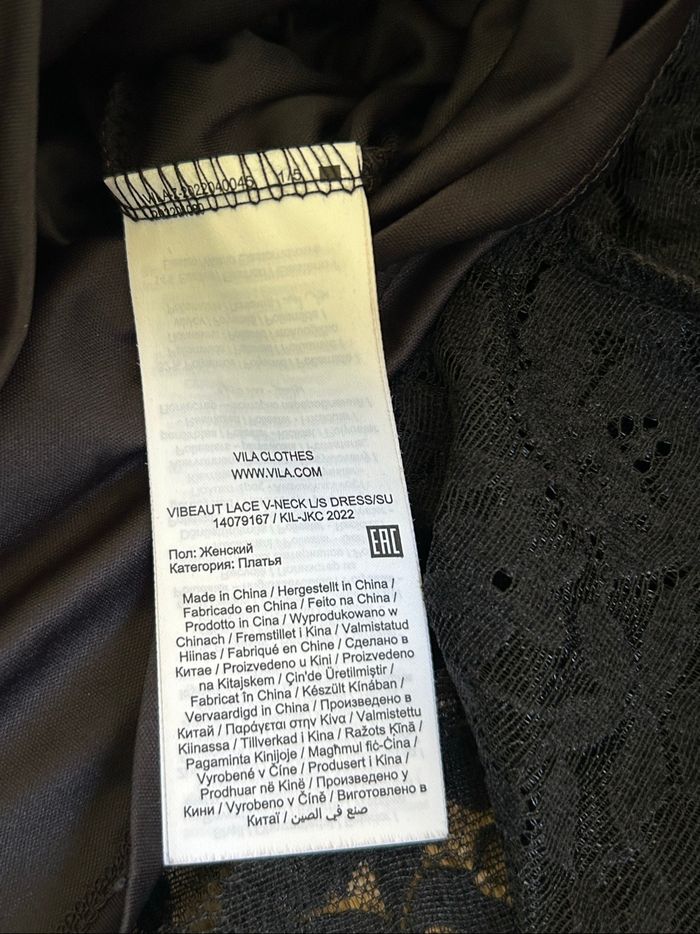 VILA CLOTHES
WWW.VILA.COM
VIBEAUT LACE V-NECK L/S DRESS/SU
14079167 / KIL-JKC 2022
Пол: Женский
Категория: Платья
EAC
Made in China / Hergestellt in China /
Fabricado en China / Feito na China /
Prodotto in Cina / Wyprodukowano w
Chinach / Fremstillet i Kina / Valmistatud
Hiinas / Fabriqué en Chine / Сделано в
Китае / Proizvedeno u Kini / Proizvedeno
na Kitajskem / Çin'de Üretilmiştir /
Fabricat în China / Készült Kínában /
Vervaardigd in China / Произведено в
Китай / Παράγεται στην Κίνα / Valmistettu
Kiinassa / Tillverkad i Kina / Ražots Ķīnā /
Pagaminta Kinijoje / Magħmul fiċ-Ċina /
Vyrobené v Číne / Produsert i Kina /
Prodhuar në Kinë / Произведено у
Кини / Vyrobeno v Číně / Виготовлено в
Китаї / صنع في الصين